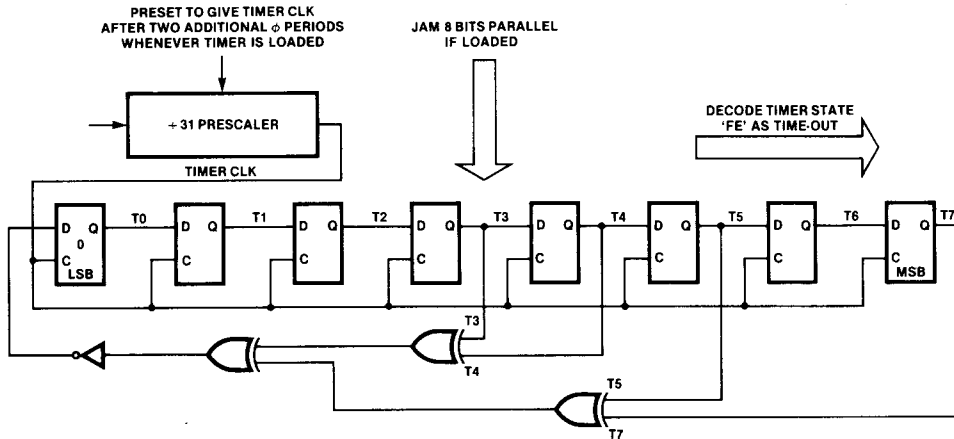 PRESET TO GIVE TIMER CLK
AFTER TWO ADDITIONAL ϕ PERIODS
WHENEVER TIMER IS LOADED
JAM 8 BITS PARALLEL
IF LOADED
÷ 31 PRESCALER
DECODE TIMER STATE
'FE' AS TIME-OUT
TIMER CLK
D Q
0
C
LSB
T0
D Q
C
T1
D Q
C
T2
D Q
C
T3
D Q
C
T4
D Q
C
T5
D Q
C
T6
D Q
C
MSB
T7
T3
T4
T5
T7